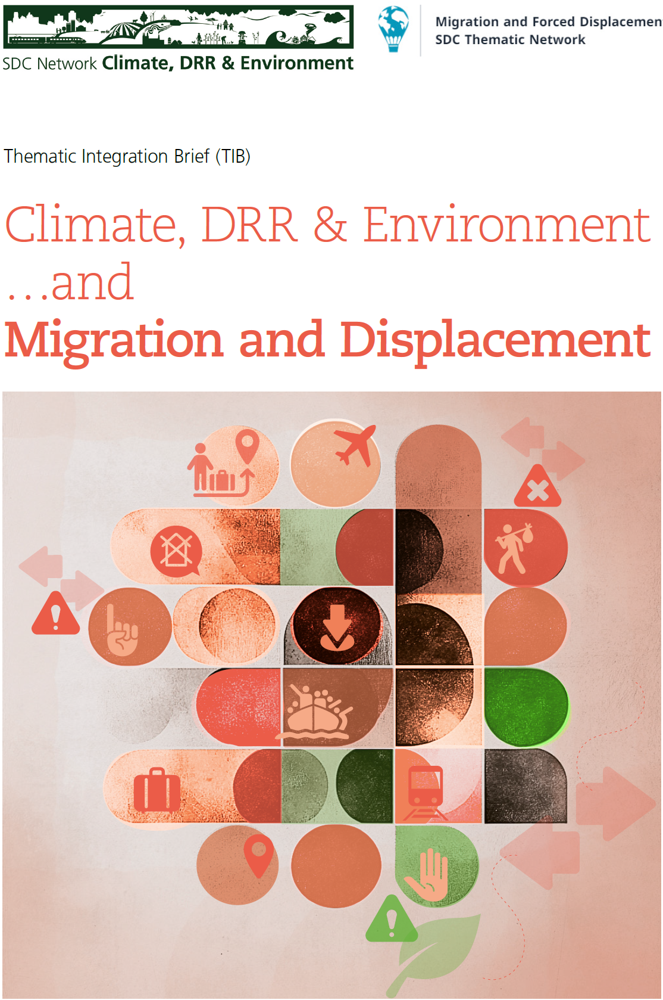 SDC Network Climate, DRR & Environment
Migration and Forced Displacemen
SDC Thematic Network
Thematic Integration Brief (TIB)
Climate, DRR & Environment
...and
Migration and Displacement